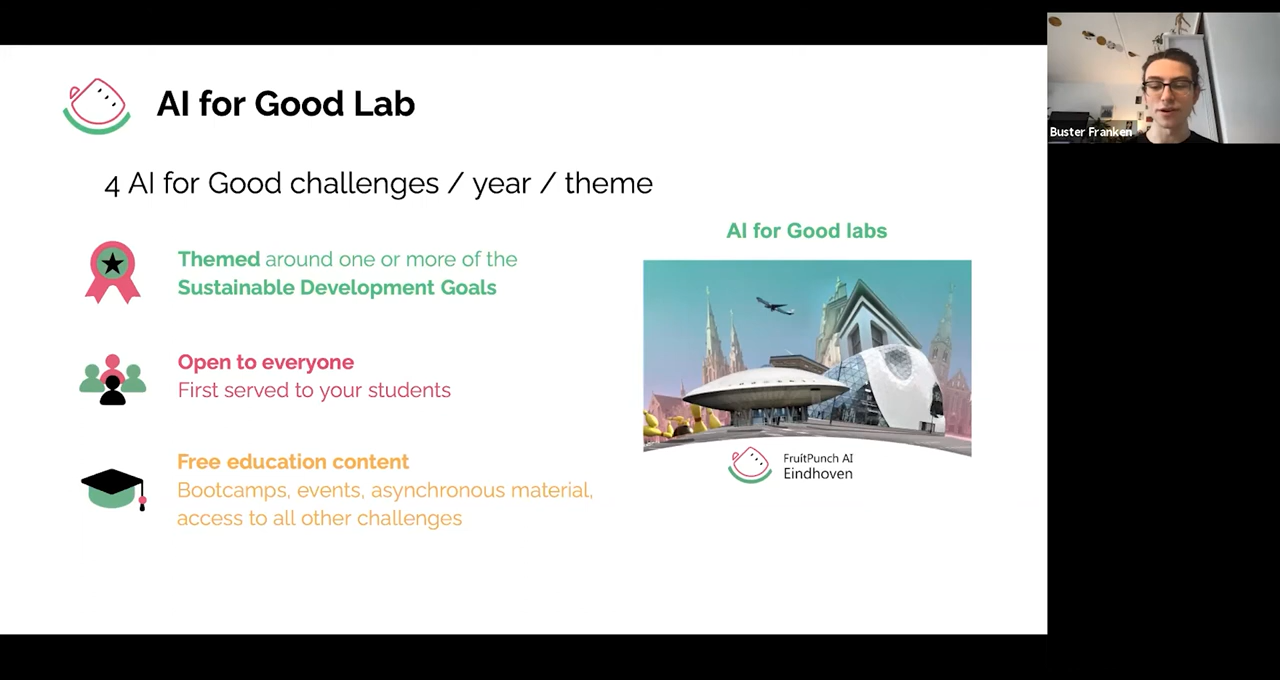 AI for Good Lab
4 AI for Good challenges / year / theme
Themed around one or more of the
Sustainable Development Goals
Open to everyone
First served to your students
Free education content
Bootcamps, events, asynchronous material,
access to all other challenges
AI for Good labs
FruitPunch AI
Eindhoven
Buster Franken